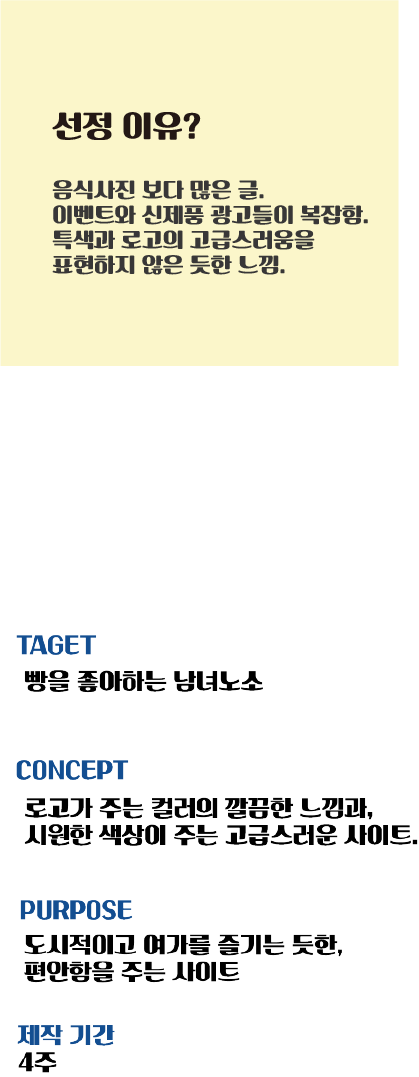 선정 이유?
음식사진 보다 많은 글.
이벤트와 신제품 광고들이 복잡함.
특색과 로고의 고급스러움을
표현하지 않은 듯한 느낌.
TAGET
빵을 좋아하는 남녀노소
CONCEPT
로고가 주는 컬러의 깔끔한 느낌과,
시원한 색상이 주는 고급스러운 사이트.
PURPOSE
도시적이고 여가를 즐기는 듯한,
편안함을 주는 사이트
제작 기간
4주